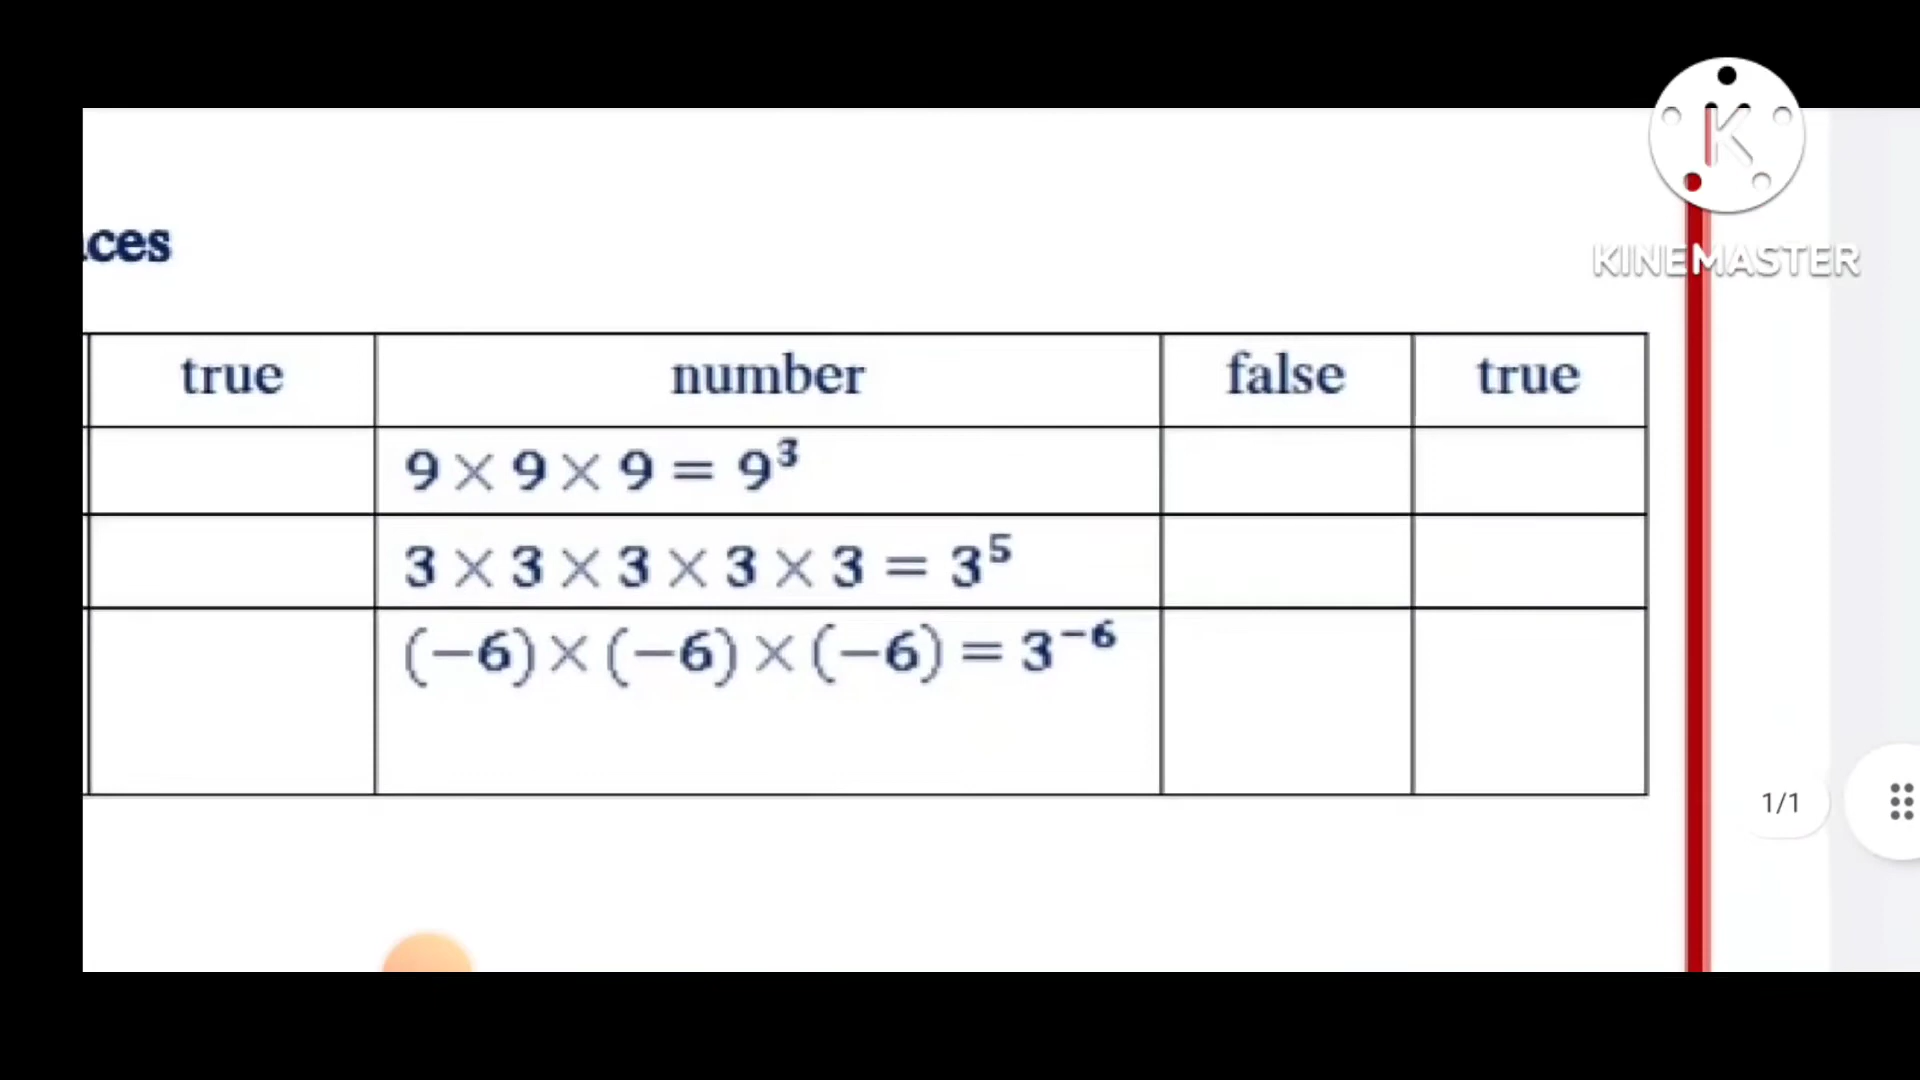 KINEMASTER
ces
true number false true
9 × 9 × 9 = 9³
3 × 3 × 3 × 3 × 3 = 3⁵
(−6) × (−6) × (−6) = 3⁻⁶
1/1